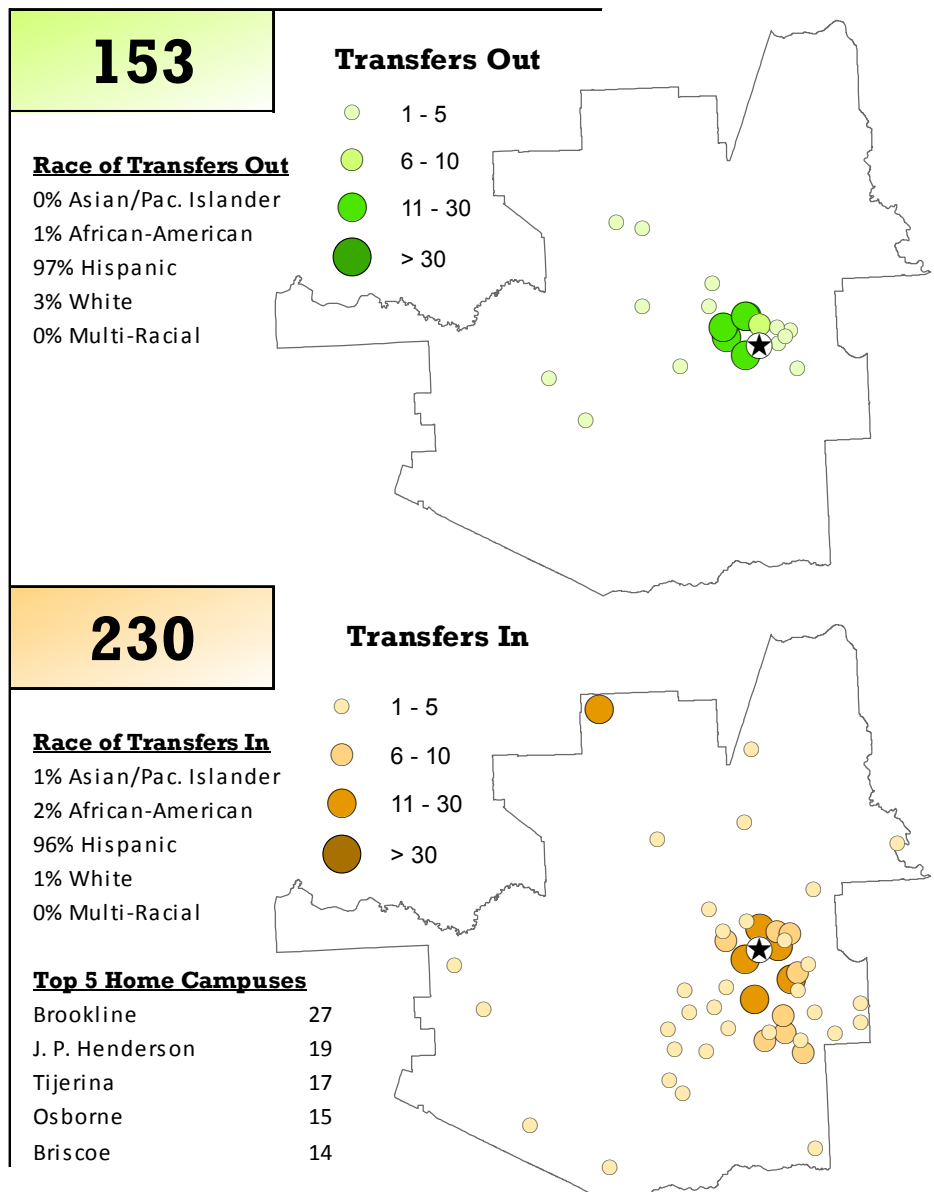 153
Transfers Out
1 - 5
6 - 10
11 - 30
> 30
Race of Transfers Out
0% Asian/Pac. Islander
1% African-American
97% Hispanic
3% White
0% Multi-Racial
230
Transfers In
1 - 5
6 - 10
11 - 30
> 30
Race of Transfers In
1% Asian/Pac. Islander
2% African-American
96% Hispanic
1% White
0% Multi-Racial
Top 5 Home Campuses
Brookline 27
J. P. Henderson 19
Tijerina 17
Osborne 15
Briscoe 14